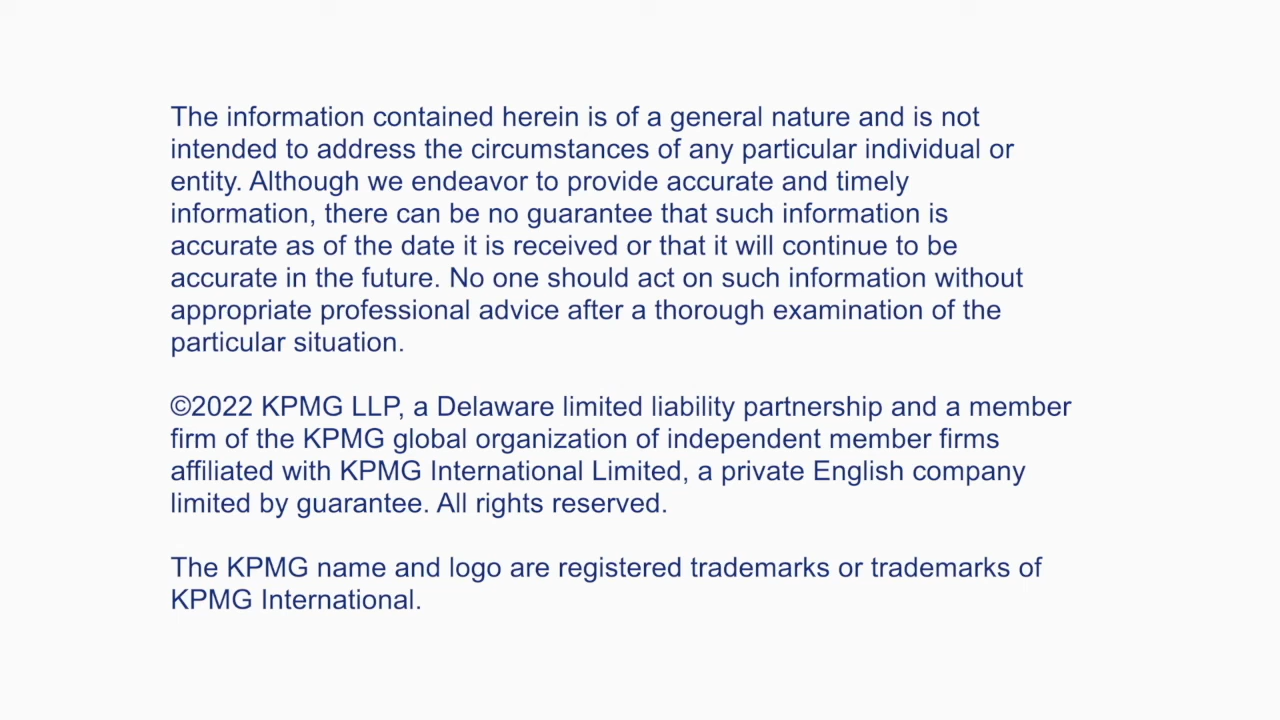 The information contained herein is of a general nature and is not
intended to address the circumstances of any particular individual or
entity. Although we endeavor to provide accurate and timely
information, there can be no guarantee that such information is
accurate as of the date it is received or that it will continue to be
accurate in the future. No one should act on such information without
appropriate professional advice after a thorough examination of the
particular situation.
©2022 KPMG LLP, a Delaware limited liability partnership and a member
firm of the KPMG global organization of independent member firms
affiliated with KPMG International Limited, a private English company
limited by guarantee. All rights reserved.
The KPMG name and logo are registered trademarks or trademarks of
KPMG International.